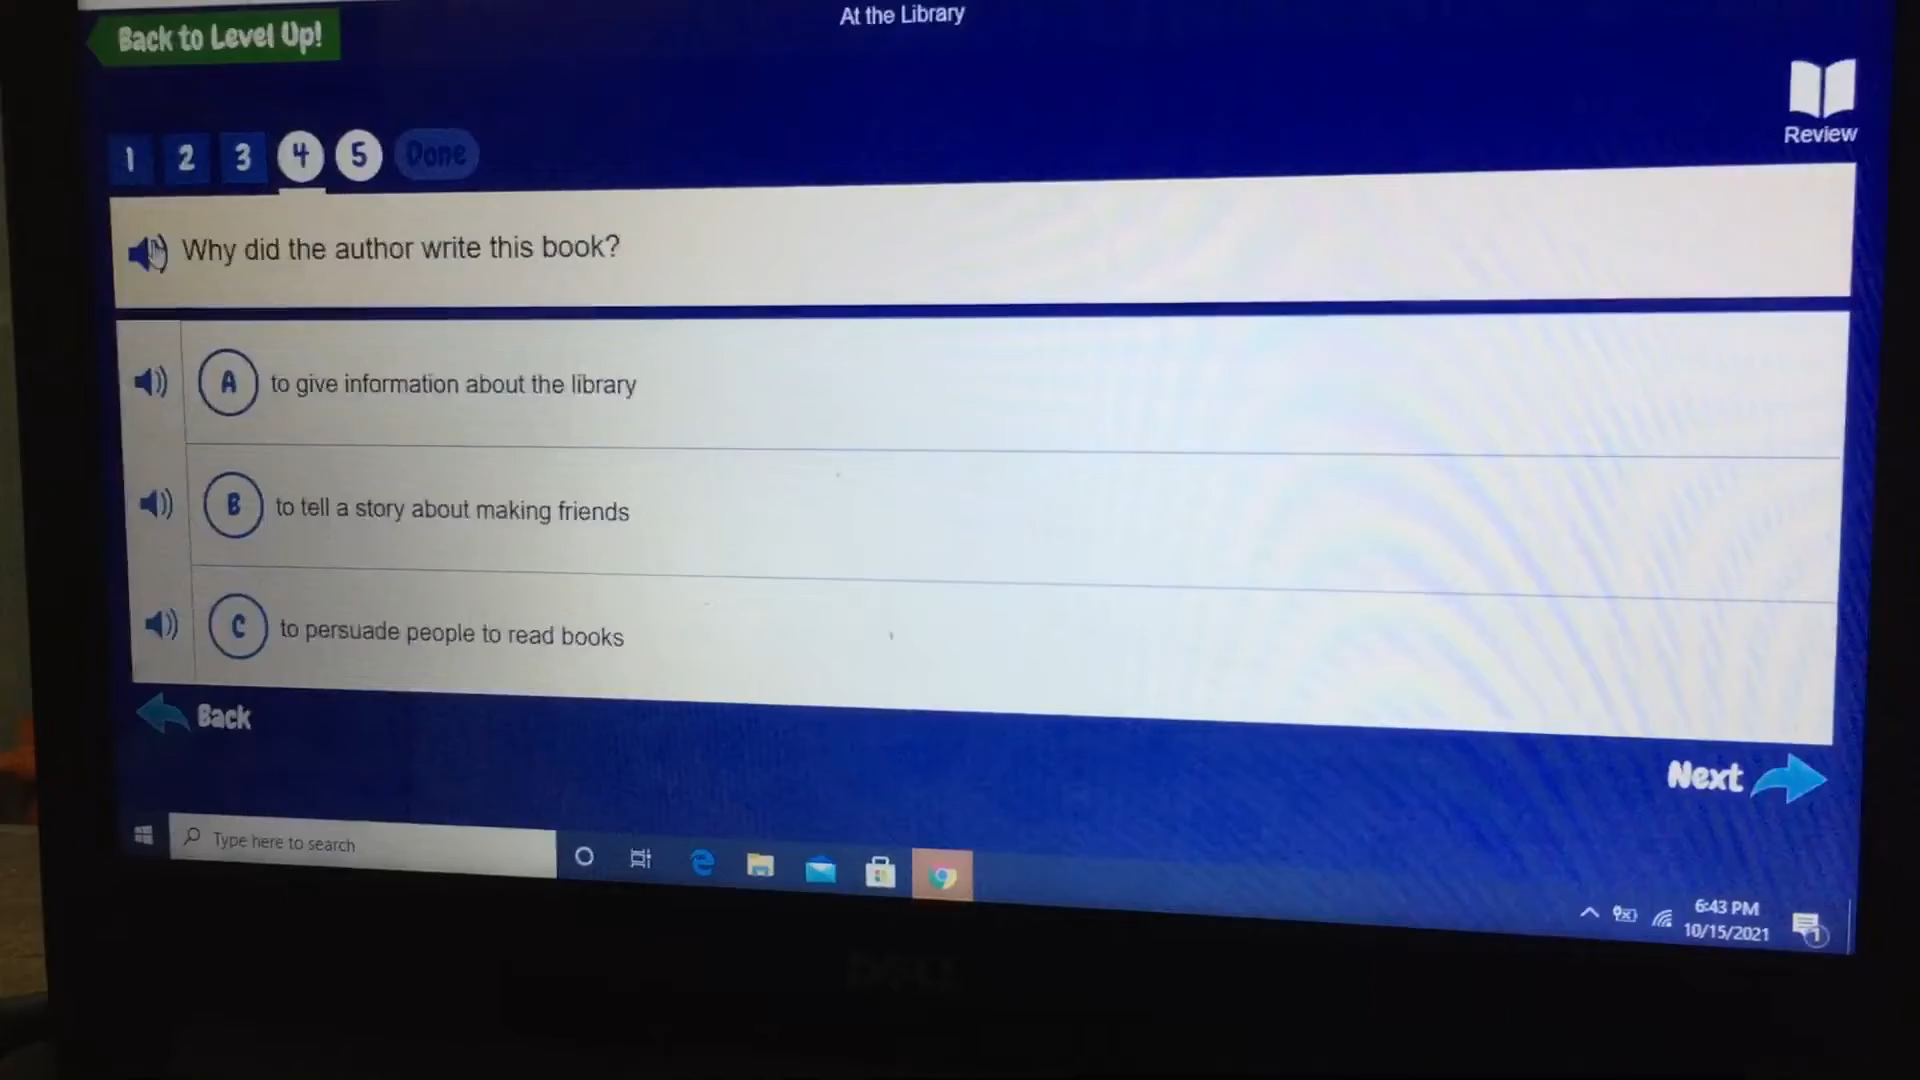 At the Library
Back to Level Up!
Review
1 2 3 4 5 Done
Why did the author write this book?
A to give information about the library
B to tell a story about making friends
C to persuade people to read books
Back
Next
Type here to search
6:43 PM
10/15/2021
1
DELL